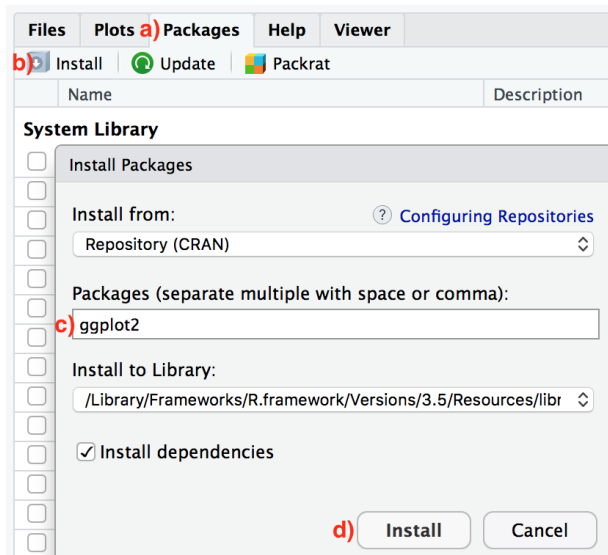 Files Plots a) Packages Help Viewer
b) Install Update Packrat
Name Description
System Library
Install Packages
Install from: ? Configuring Repositories
Repository (CRAN)
Packages (separate multiple with space or comma):
c) ggplot2
Install to Library:
/Library/Frameworks/R.framework/Versions/3.5/Resources/libr
Install dependencies
d) Install Cancel